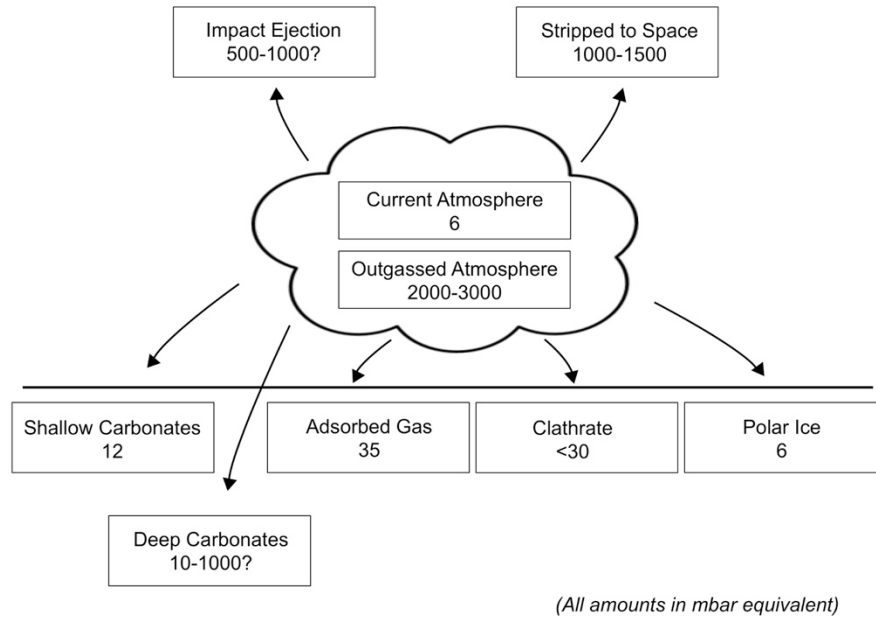 Impact Ejection
500-1000?
Stripped to Space
1000-1500
Current Atmosphere
6
Outgassed Atmosphere
2000-3000
Shallow Carbonates
12
Adsorbed Gas
35
Clathrate
<30
Polar Ice
6
Deep Carbonates
10-1000?
(All amounts in mbar equivalent)